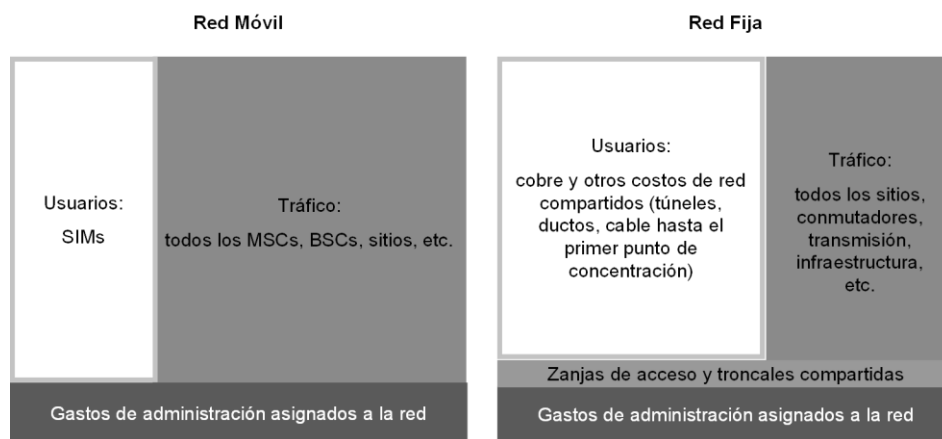 Red Móvil
Usuarios:
SIMs
Tráfico:
todos los MSCs, BSCs, sitios, etc.
Gastos de administración asignados a la red
Red Fija
Usuarios:
cobre y otros costos de red
compartidos (túneles,
ductos, cable hasta el
primer punto de
concentración)
Tráfico:
todos los sitios,
conmutadores,
transmisión,
infraestructura,
etc.
Zanjas de acceso y troncales compartidas
Gastos de administración asignados a la red